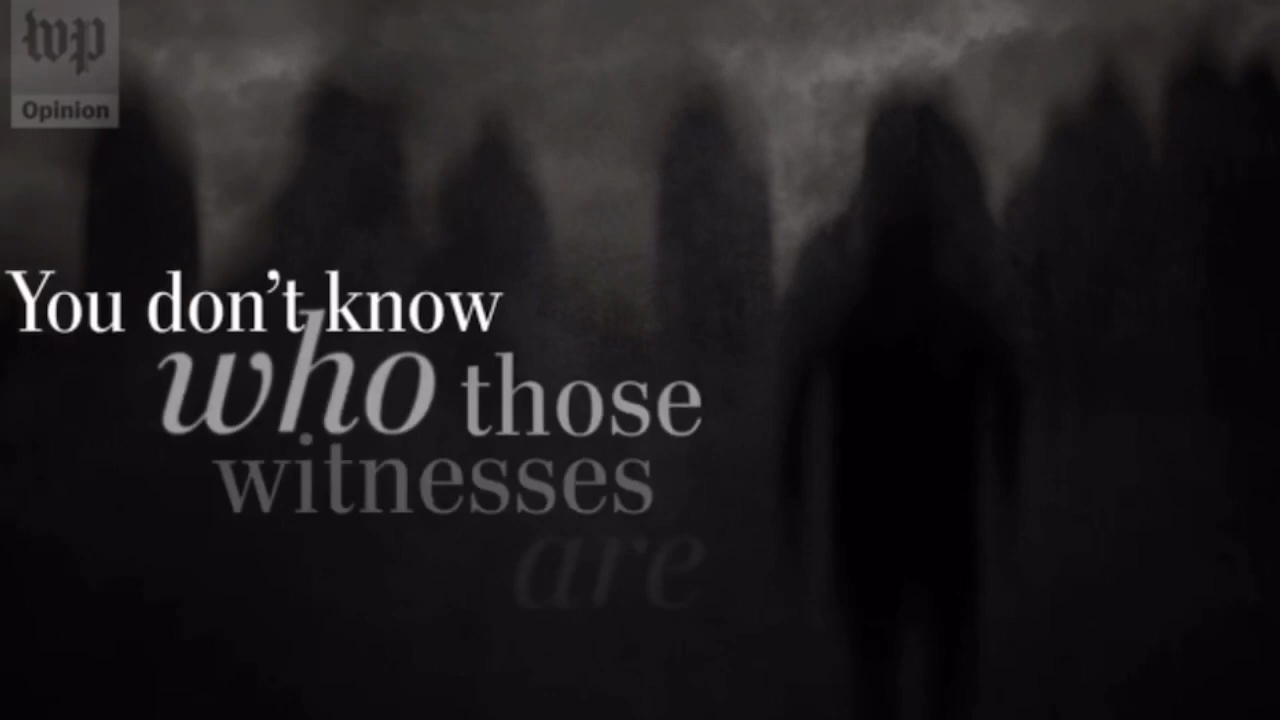 wp
Opinion
You don't know
who those
witnesses
are